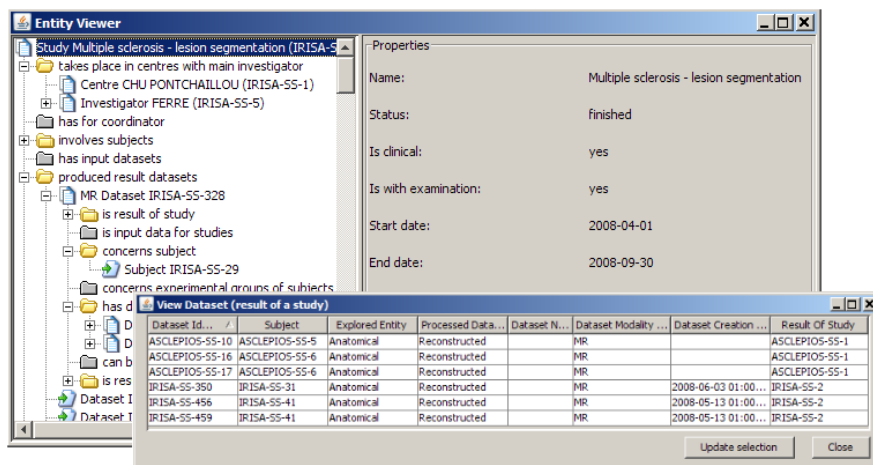 Entity Viewer
Study Multiple sclerosis - lesion segmentation (IRISA-S
takes place in centres with main investigator
Centre CHU PONTCHAILLOU (IRISA-SS-1)
Investigator FERRE (IRISA-SS-5)
has for coordinator
involves subjects
has input datasets
produced result datasets
MR Dataset IRISA-SS-328
is result of study
is input data for studies
concerns subject
Subject IRISA-SS-29
concerns experimental groups of subjects
has d
D
D
can b
is res
Dataset I
Dataset I
Properties
Name: Multiple sclerosis - lesion segmentation
Status: finished
Is clinical: yes
Is with examination: yes
Start date: 2008-04-01
End date: 2008-09-30
View Dataset (result of a study)
Dataset Id... Subject Explored Entity Processed Data... Dataset N... Dataset Modality ... Dataset Creation ... Result Of Study
ASCLEPIOS-SS-10 ASCLEPIOS-SS-5 Anatomical Reconstructed MR ASCLEPIOS-SS-1
ASCLEPIOS-SS-16 ASCLEPIOS-SS-6 Anatomical Reconstructed MR ASCLEPIOS-SS-1
ASCLEPIOS-SS-17 ASCLEPIOS-SS-6 Anatomical Reconstructed MR ASCLEPIOS-SS-1
IRISA-SS-350 IRISA-SS-31 Anatomical Reconstructed MR 2008-06-03 01:00... IRISA-SS-2
IRISA-SS-456 IRISA-SS-41 Anatomical Reconstructed MR 2008-05-13 01:00... IRISA-SS-2
IRISA-SS-459 IRISA-SS-41 Anatomical Reconstructed MR 2008-05-13 01:00... IRISA-SS-2
Update selection Close